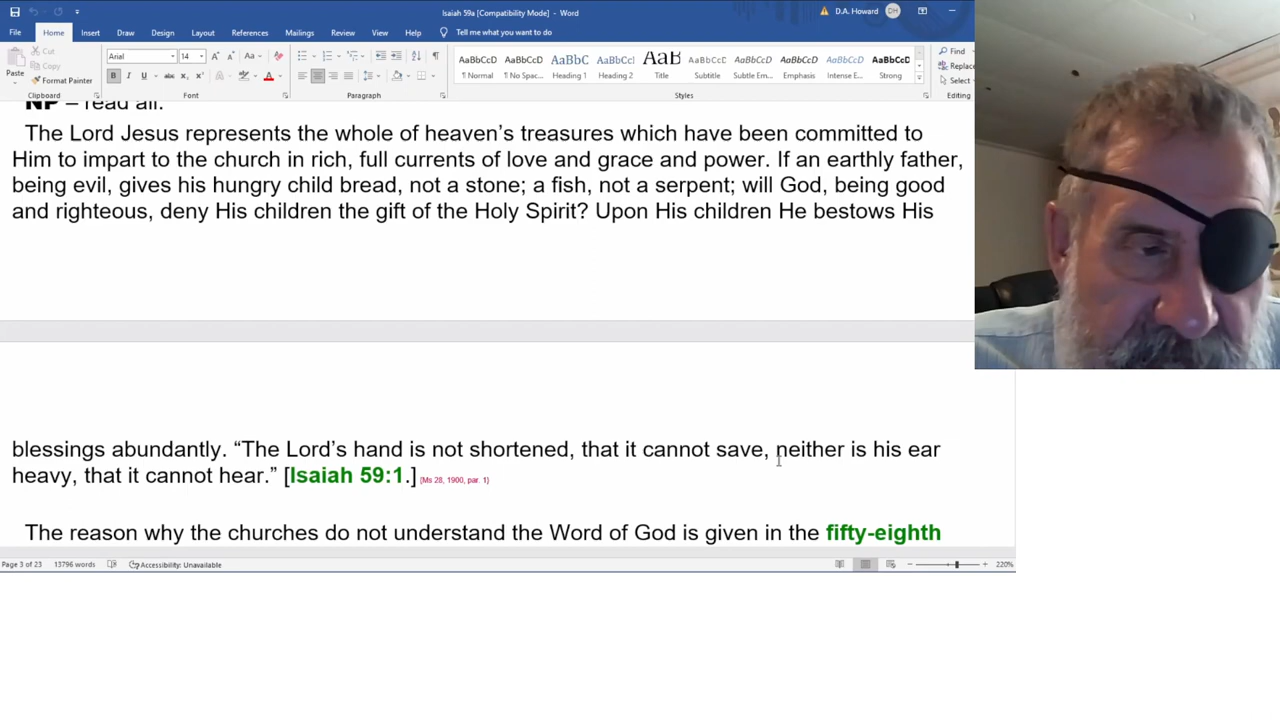 Isaiah 59a [Compatibility Mode] - Word
D.A. Howard DH
File Home Insert Draw Design Layout References Mailings Review View Help Tell me what you want to do
Paste Cut Copy Format Painter
Arial 14 Aa
B I U abc x₂ x² A A
AaBbCcD AaBbCcD AaBbC AaBbCcl AaB AaBbCcD AaBbCcD AaBbCcD AaBbCcD AaBbCcD
¶ Normal ¶ No Spac... Heading 1 Heading 2 Title Subtitle Subtle Em... Emphasis Intense E... Strong
Find
Replace
Select
Clipboard Font Paragraph Styles Editing
NP – read all.
The Lord Jesus represents the whole of heaven’s treasures which have been committed to
Him to impart to the church in rich, full currents of love and grace and power. If an earthly father,
being evil, gives his hungry child bread, not a stone; a fish, not a serpent; will God, being good
and righteous, deny His children the gift of the Holy Spirit? Upon His children He bestows His
blessings abundantly. “The Lord’s hand is not shortened, that it cannot save, neither is his ear
heavy, that it cannot hear.” [Isaiah 59:1.] (Ms 28, 1900, par. 1)
The reason why the churches do not understand the Word of God is given in the fifty-eighth
Page 3 of 23 13796 words Accessibility: Unavailable 220%